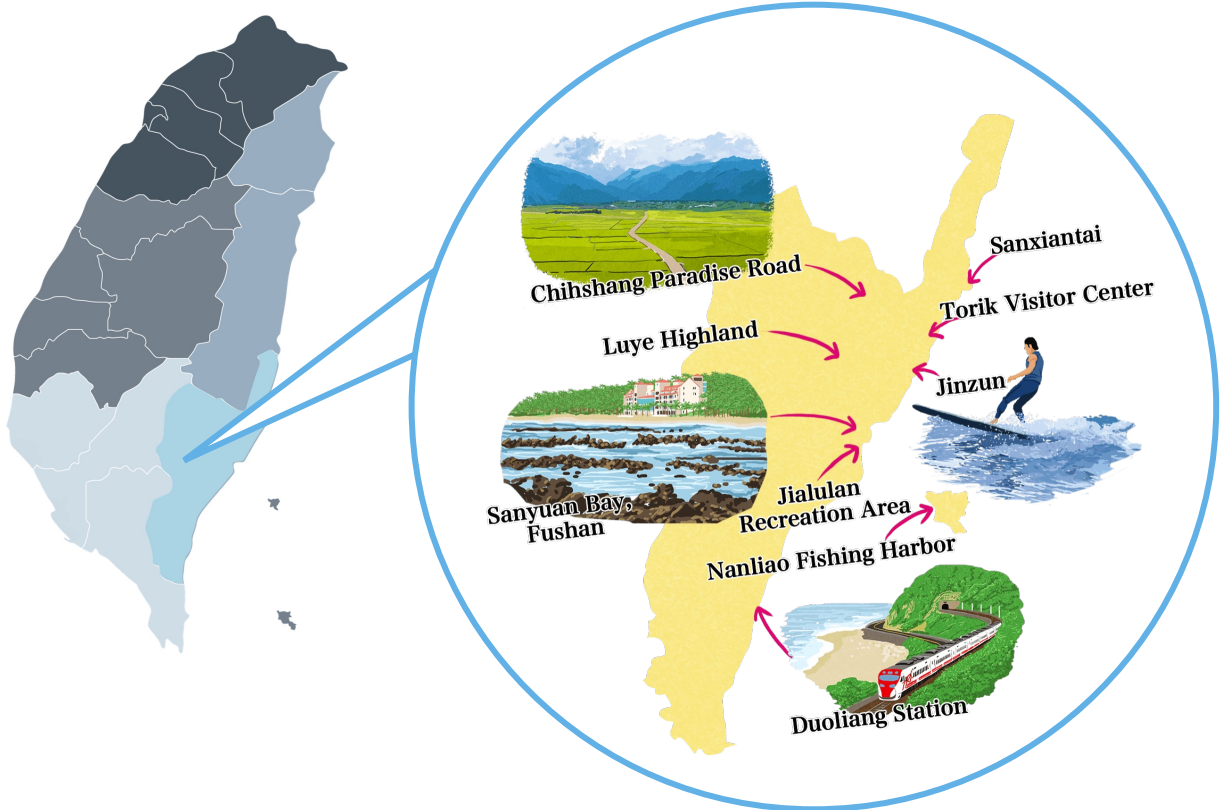 Chihshang Paradise Road
Sanxiantai
Torik Visitor Center
Luye Highland
Jinzun
Sanyuan Bay,
Fushan
Jialulan
Recreation Area
Nanliao Fishing Harbor
Duoliang Station